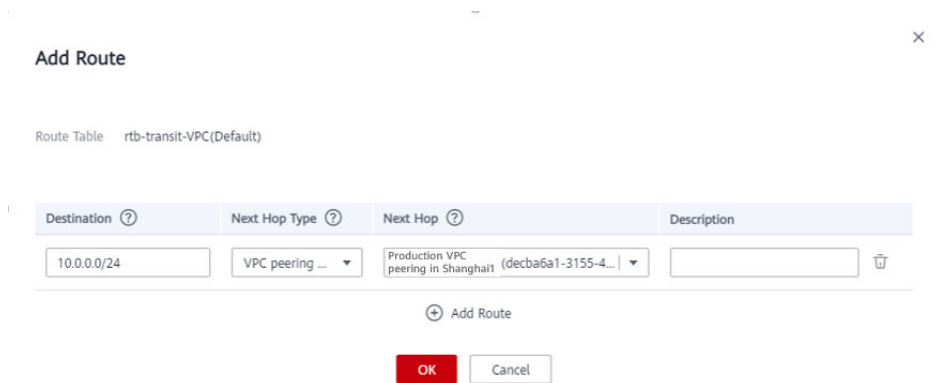 Add Route
Route Table rtb-transit-VPC(Default)
Destination ? Next Hop Type ? Next Hop ? Description
10.0.0.0/24 VPC peering ... Production VPC peering in Shanghai1 (decba6a1-3155-4...
Add Route
OK Cancel